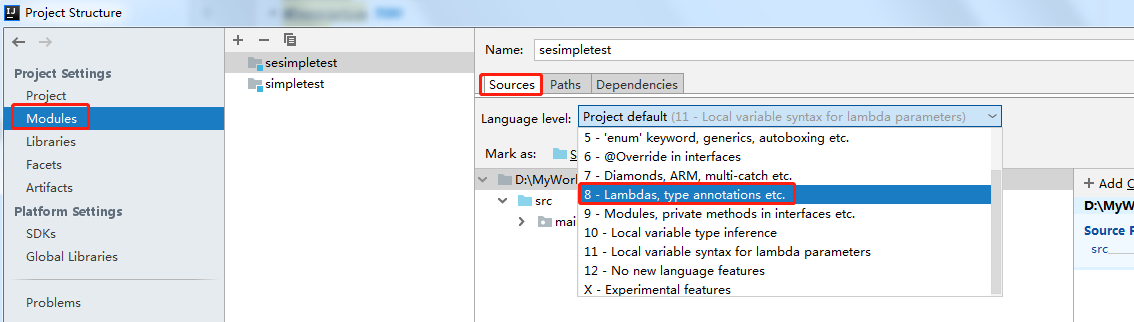 Project Structure
Project Settings
Project
Modules
Libraries
Facets
Artifacts
Platform Settings
SDKs
Global Libraries
Problems
sesimpletest
simpletest
Name: sesimpletest
Sources Paths Dependencies
Language level: Project default (11 - Local variable syntax for lambda parameters)
5 - 'enum' keyword, generics, autoboxing etc.
6 - @Override in interfaces
7 - Diamonds, ARM, multi-catch etc.
8 - Lambdas, type annotations etc.
9 - Modules, private methods in interfaces etc.
10 - Local variable type inference
11 - Local variable syntax for lambda parameters
12 - No new language features
X - Experimental features
Mark as: S
D:\MyWork
src
mai
+ Add C
D:\MyWo
Source F
src